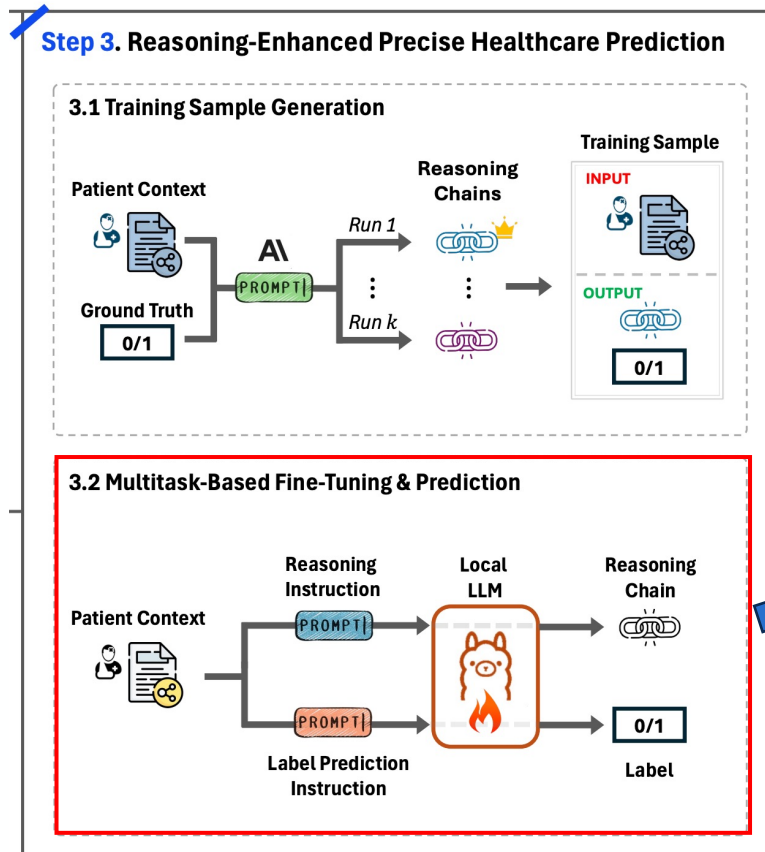 Step 3. Reasoning-Enhanced Precise Healthcare Prediction
3.1 Training Sample Generation
Training Sample
Patient Context
Reasoning
Chains
INPUT
Run 1
A\
PROMPT
Ground Truth
0/1
Run k
OUTPUT
0/1
3.2 Multitask-Based Fine-Tuning & Prediction
Reasoning
Instruction
Local
LLM
Reasoning
Chain
Patient Context
PROMPT
PROMPT
0/1
Label Prediction
Instruction
Label